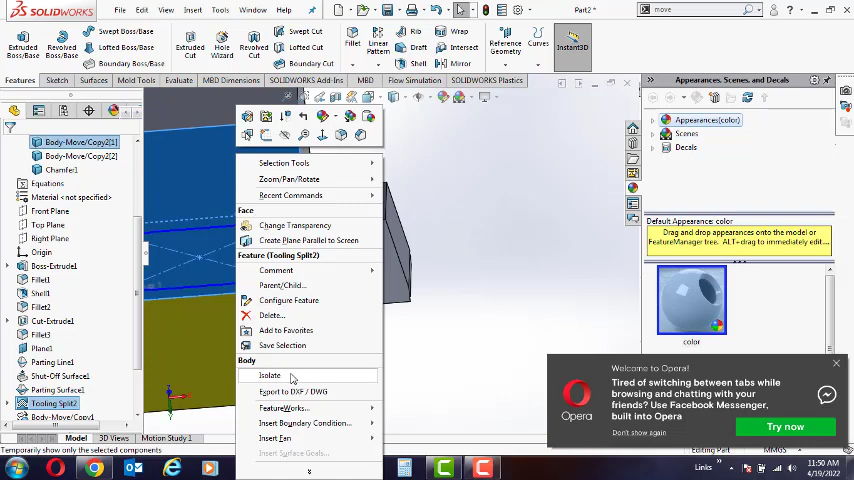 SOLIDWORKS File Edit View Insert Part2 * move
Extruded Boss/Base Revolved Boss/Base Swept Boss/Base Lofted Boss/Base Boundary Boss/Base Extruded Cut Hole Wizard Revolved Cut Swept Cut Lofted Cut Boundary Cut Fillet Linear Pattern Rib Draft Shell Wrap Intersect Mirror Reference Geometry Curves Instant3D
Features Sketch Surfaces Mold Tools Evaluate MBD Dimensions SOLIDWORKS Add-Ins MBD Flow Simulation SOLIDWORKS Plastics
Body-Move/Copy2[1]
Body-Move/Copy2[2]
Chamfer1
Equations
Material <not specified>
Front Plane
Top Plane
Right Plane
Origin
Boss-Extrude1
Fillet1
Shell1
Fillet2
Cut-Extrude1
Fillet3
Plane1
Parting Line1
Shut-Off Surface1
Parting Surface1
Tooling Split2
Body-Move/Copy2
Selection Tools
Zoom/Pan/Rotate
Recent Commands
Face
Change Transparency
Create Plane Parallel to Screen
Feature (Tooling Split2)
Comment
Parent/Child...
Configure Feature
Delete...
Add to Favorites
Save Selection
Body
Isolate
Export to DXF / DWG
FeatureWorks...
Insert Boundary Condition...
Insert Fan
Insert Surface Goals...
Appearances, Scenes, and Decals
Appearances(color)
Scenes
Decals
Default Appearance: color
Drag and drop appearances onto the model or FeatureManager tree. ALT+drag to immediately edit...
color
Welcome to Opera!
Tired of switching between tabs while browsing and chatting with your friends? Use Facebook Messenger, built into Opera
Opera
Don't show again
Try now
Model 3D Views Motion Study 1
Temporarily show only the selected components
Editing Part
Links
11:50 AM
4/19/2022